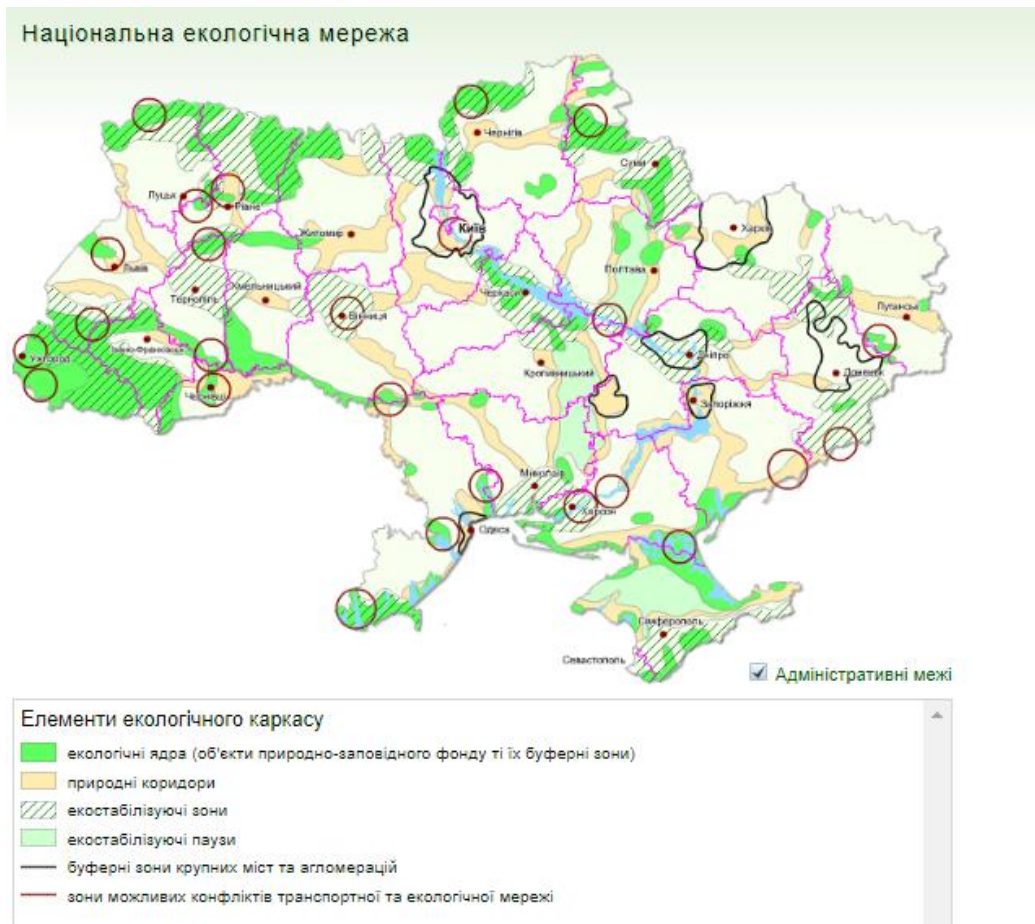 Національна екологічна мережа
Чернігів
Суми
Луцьк
Рівне
Київ
Харків
Житомир
Львів
Полтава
Хмельницький
Тернопіль
Черкаси
Луганськ
Вінниця
Ужгород
Івано-Франківськ
Дніпро
Кропивницький
Донецьк
Чернівці
Запоріжжя
Миколаїв
Херсон
Одеса
Сімферополь
Севастополь
Адміністративні межі
Елементи екологічного каркасу
екологічні ядра (об'єкти природно-заповідного фонду ті їх буферні зони)
природні коридори
екостабілізуючі зони
екостабілізуючі паузи
буферні зони крупних міст та агломерацій
зони можливих конфліктів транспортної та екологічної мережі